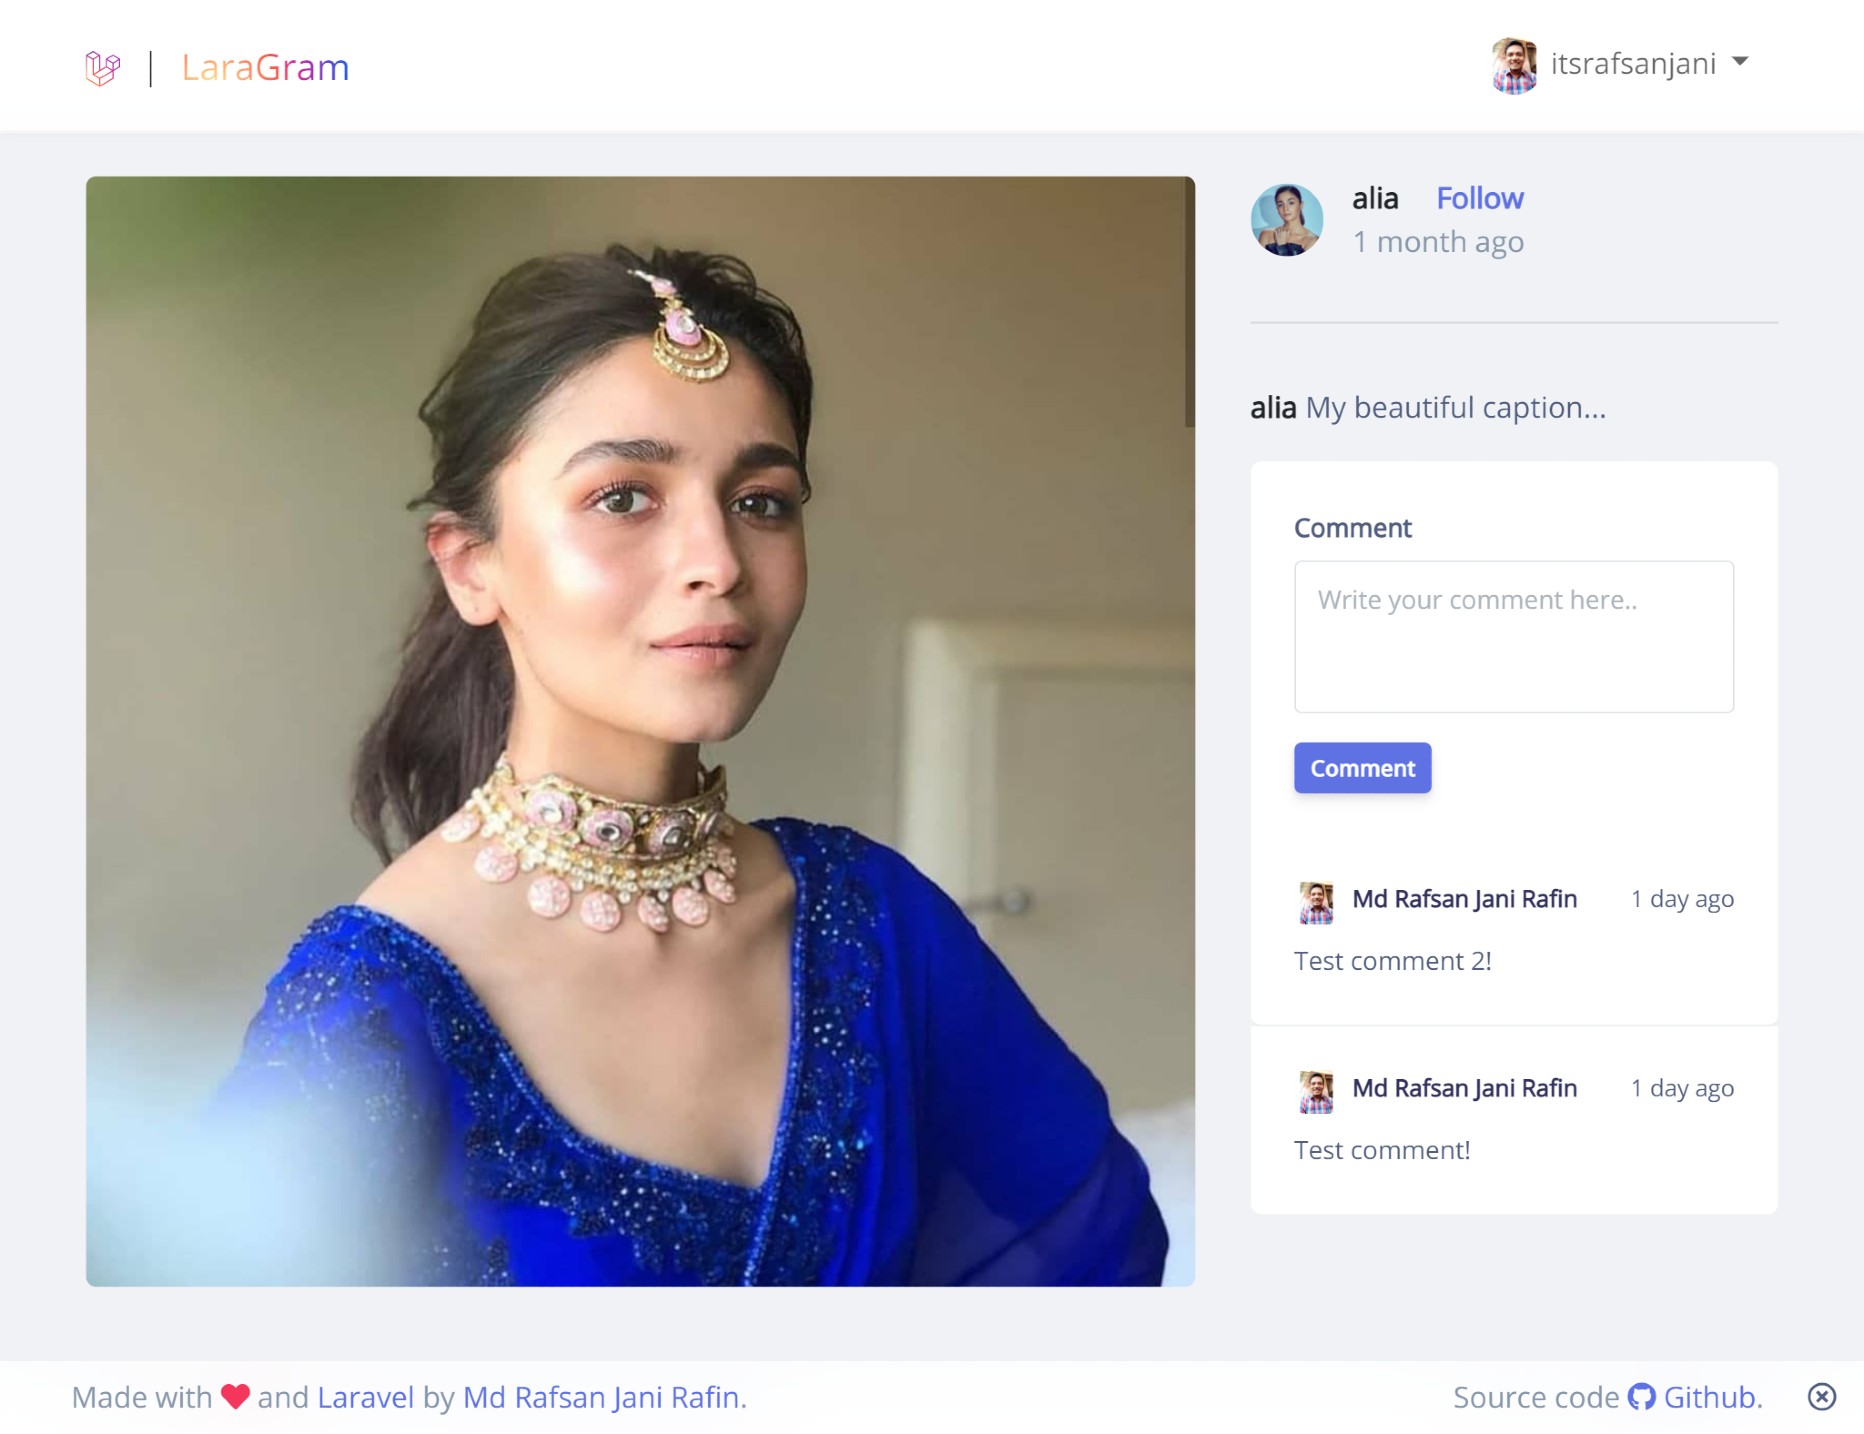 LaraGram
itsrafsanjani
alia Follow
1 month ago
alia My beautiful caption...
Comment
Write your comment here..
Comment
Md Rafsan Jani Rafin 1 day ago
Test comment 2!
Md Rafsan Jani Rafin 1 day ago
Test comment!
Made with ❤ and Laravel by Md Rafsan Jani Rafin. Source code Github.